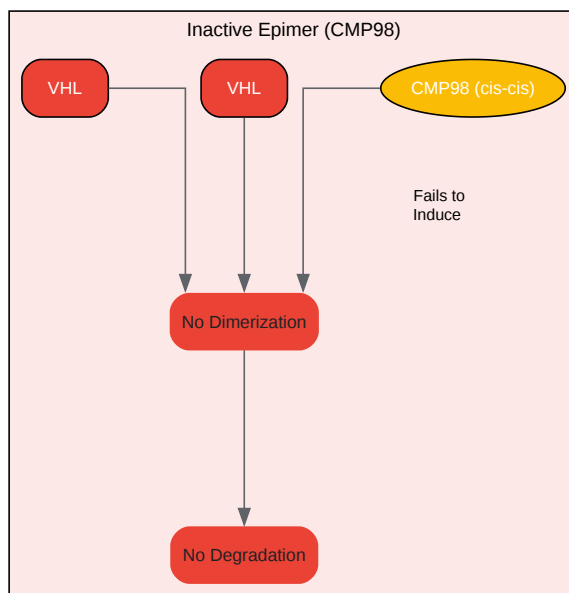 Inactive Epimer (CMP98)
VHL
VHL
CMP98 (cis-cis)
Fails to
Induce
No Dimerization
No Degradation